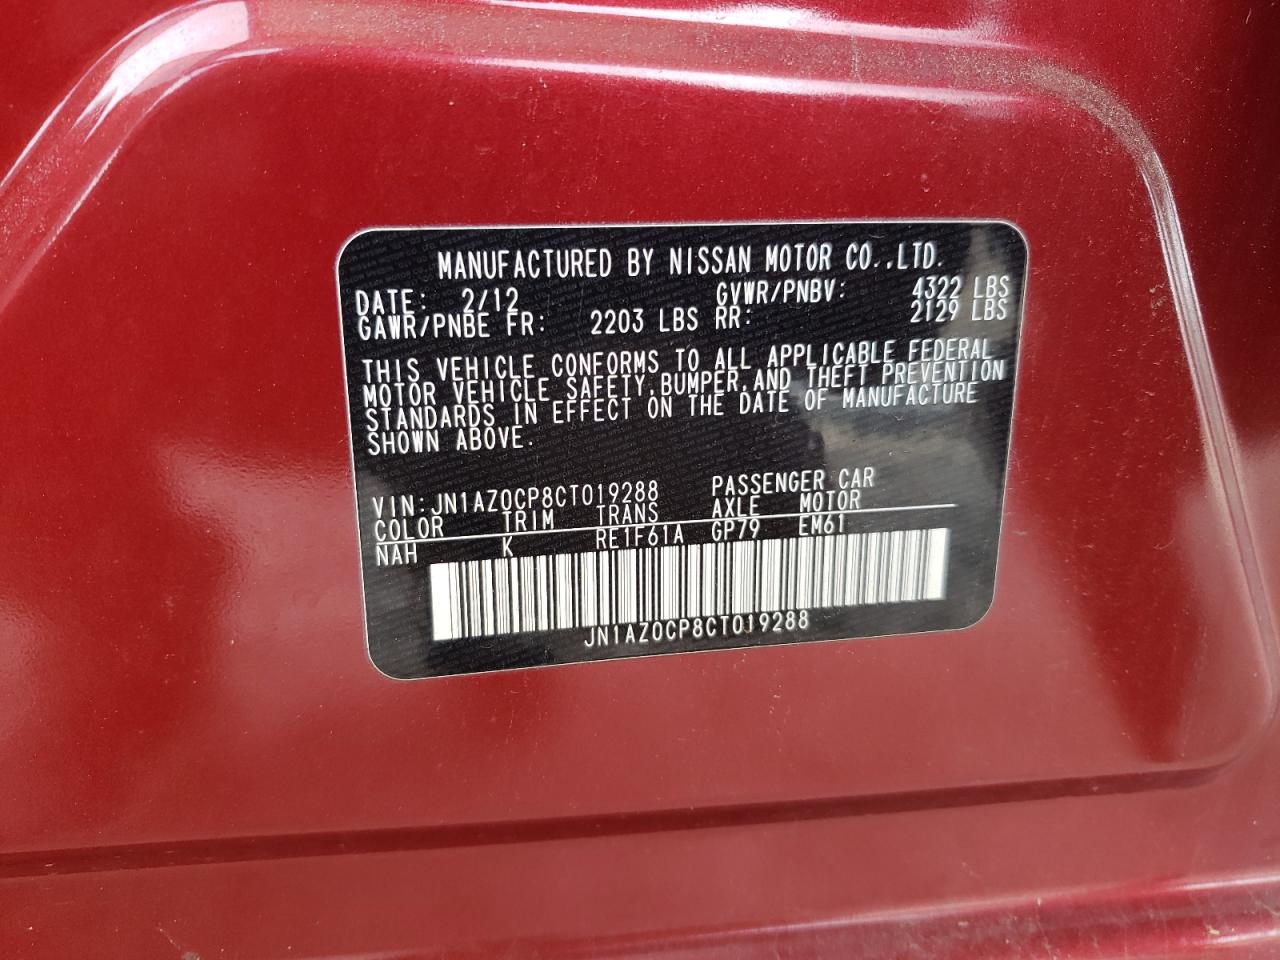 MANUFACTURED BY NISSAN MOTOR CO.,LTD.
DATE: 2/12 GVWR/PNBV: 4322 LBS
GAWR/PNBE FR: 2203 LBS RR: 2129 LBS
THIS VEHICLE CONFORMS TO ALL APPLICABLE FEDERAL
MOTOR VEHICLE SAFETY,BUMPER,AND THEFT PREVENTION
STANDARDS IN EFFECT ON THE DATE OF MANUFACTURE
SHOWN ABOVE.
VIN:JN1AZ0CP8CT019288 PASSENGER CAR
COLOR TRIM TRANS AXLE MOTOR
NAH K RE1F61A GP79 EM61
JN1AZ0CP8CT019288